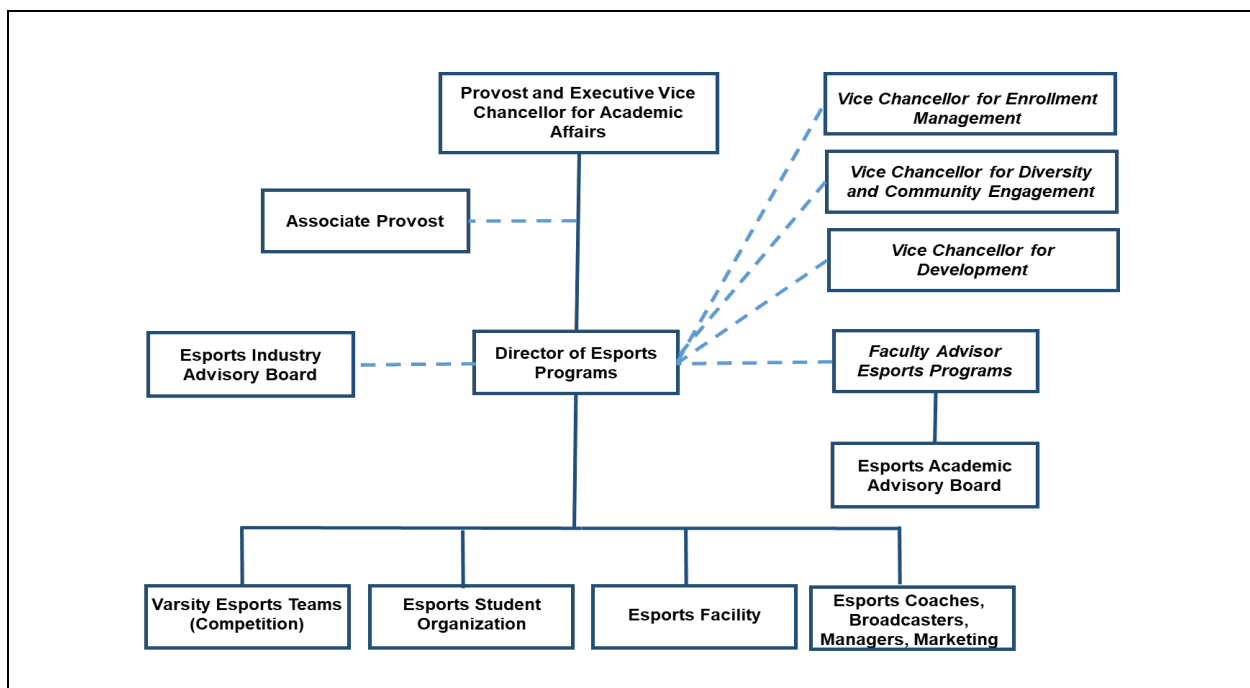 Provost and Executive Vice
Chancellor for Academic
Affairs
Vice Chancellor for Enrollment
Management
Vice Chancellor for Diversity
and Community Engagement
Associate Provost
Vice Chancellor for
Development
Esports Industry
Advisory Board
Director of Esports
Programs
Faculty Advisor
Esports Programs
Esports Academic
Advisory Board
Varsity Esports Teams
(Competition)
Esports Student
Organization
Esports Facility
Esports Coaches,
Broadcasters,
Managers, Marketing